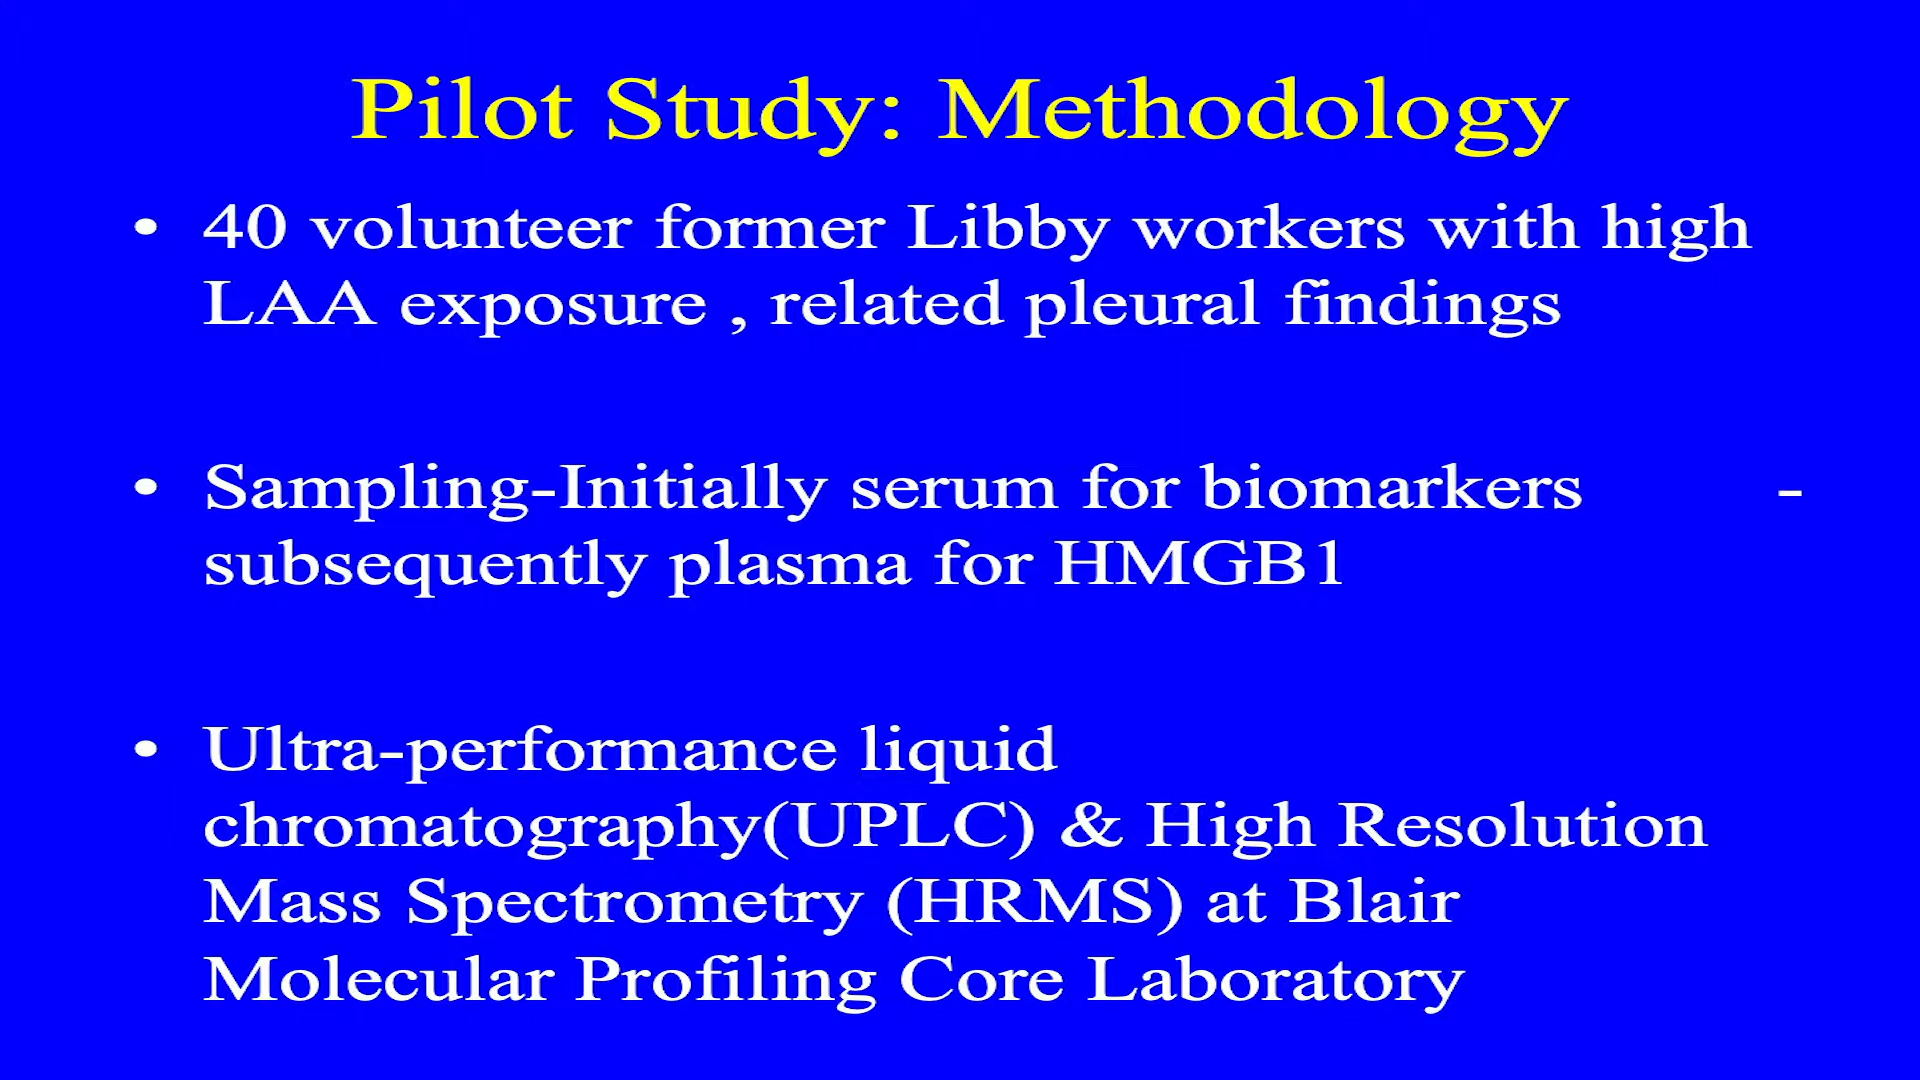 Pilot Study: Methodology
• 40 volunteer former Libby workers with high
LAA exposure , related pleural findings
• Sampling-Initially serum for biomarkers -
subsequently plasma for HMGB1
• Ultra-performance liquid
chromatography(UPLC) & High Resolution
Mass Spectrometry (HRMS) at Blair
Molecular Profiling Core Laboratory